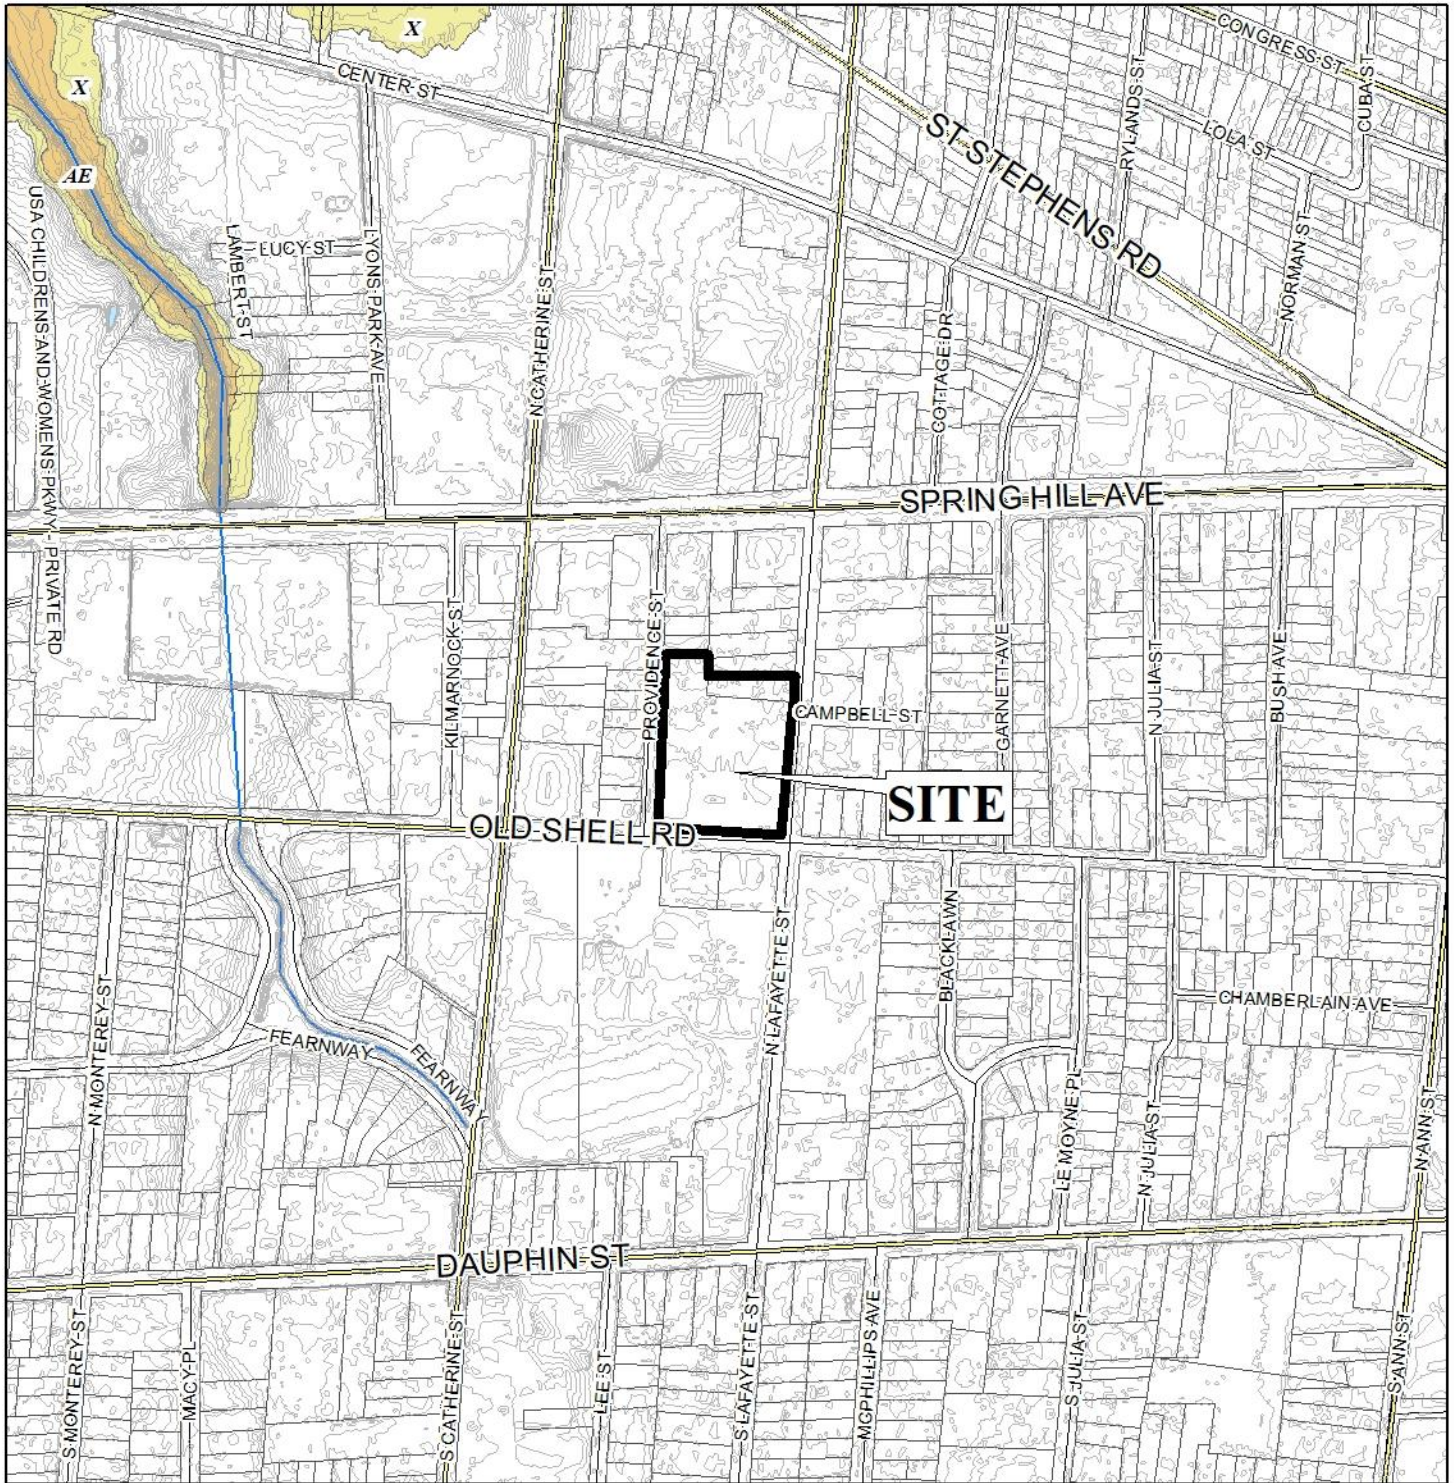 X
CONGRESS ST
CENTER ST
X
ST STEPHENS RD
RYLANDS ST
LOLA ST
CUBA ST
AE
USA CHILDRENS AND WOMENS PKWY - PRIVATE RD
LAMBERT ST
LUCY ST
LYONS PARK AVE
N CATHERINE ST
COTTAGE DR
NORMAN ST
SPRING HILL AVE
KILMARNOCK ST
PROVIDENCE ST
CAMPBELL ST
GARNETT AVE
N JULIA ST
BUSH AVE
SITE
OLD SHELL RD
N MONTEREY ST
FEARNWAY
FEARNWAY
N LAFAYETTE ST
BLACKLAWN
CHAMBERLAIN AVE
LE MOYNE PL
N JULIA ST
N ANN ST
DAUPHIN ST
S MONTEREY ST
MACY PL
S CATHERINE ST
LEE ST
S LAFAYETTE ST
MCPHILLIPS AVE
S JULIA ST
S ANN ST